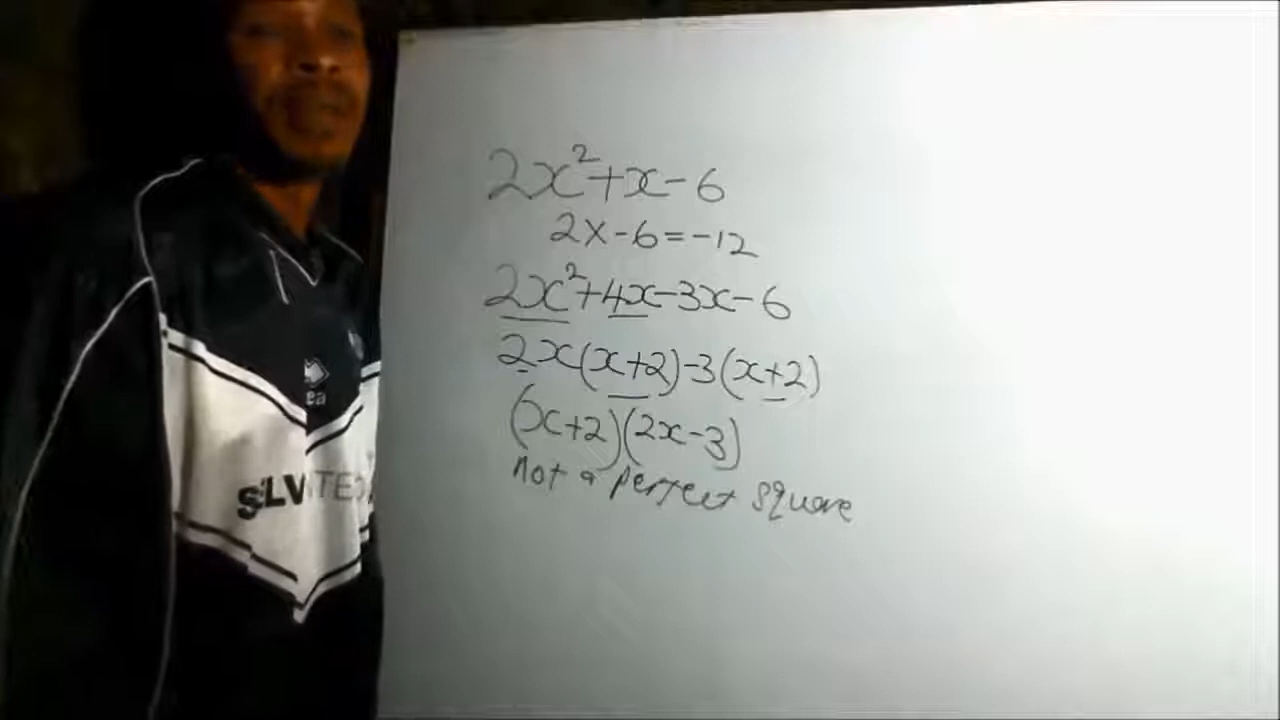 2x²+x-6
2x-6=-12
2x²+4x-3x-6
2x(x+2)-3(x+2)
(x+2)(2x-3)
not a perfect square
ea